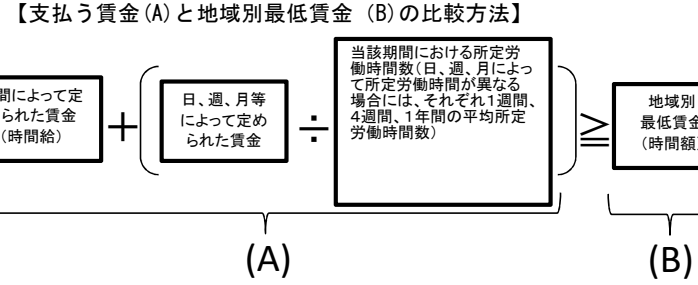 【支払う賃金(A)と地域別最低賃金 (B)の比較方法】
間によって定
られた賃金
(時間給)
+
(
日、週、月等
によって定め
られた賃金
÷
当該期間における所定労
働時間数(日、週、月によっ
て所定労働時間が異なる
場合には、それぞれ1週間、
4週間、1年間の平均所定
労働時間数)
)
≧
地域別
最低賃金
(時間額)
(A)
(B)